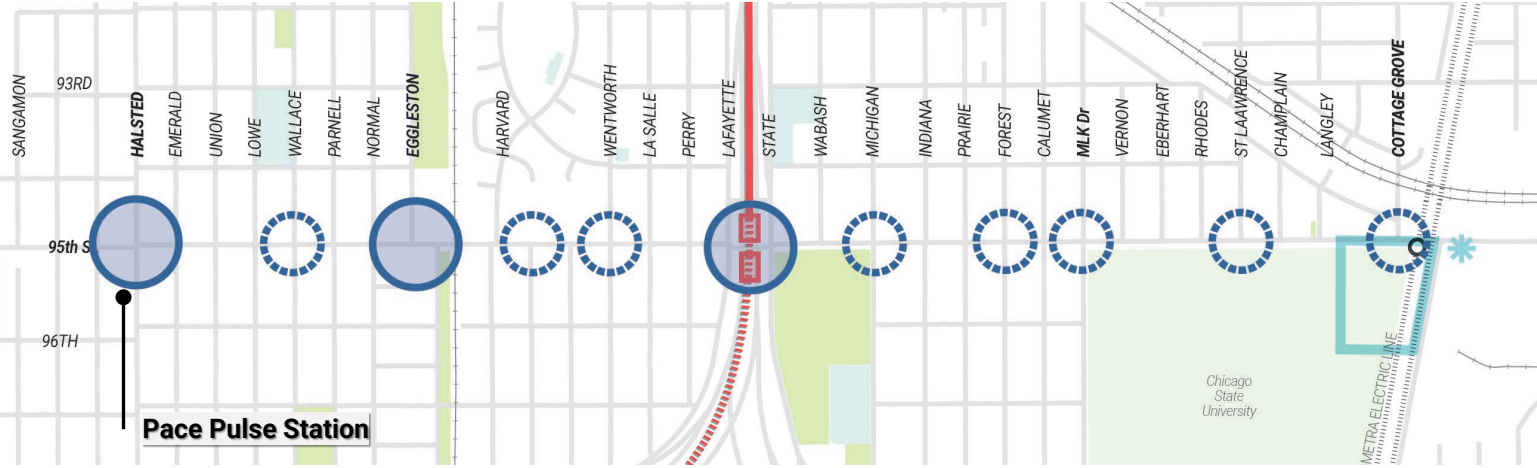 SANGAMON
93RD
HALSTED
EMERALD
UNION
LOWE
WALLACE
PARNELL
NORMAL
EGGLESTON
HARVARD
WENTWORTH
LA SALLE
PERRY
LAFAYETTE
STATE
WABASH
MICHIGAN
INDIANA
PRAIRIE
FOREST
CALUMET
MLK Dr
VERNON
EBERHART
RHODES
ST LAWRENCE
CHAMPLAIN
LANGLEY
COTTAGE GROVE
95th S
96TH
Chicago
State
University
METRA ELECTRIC LINE
Pace Pulse Station